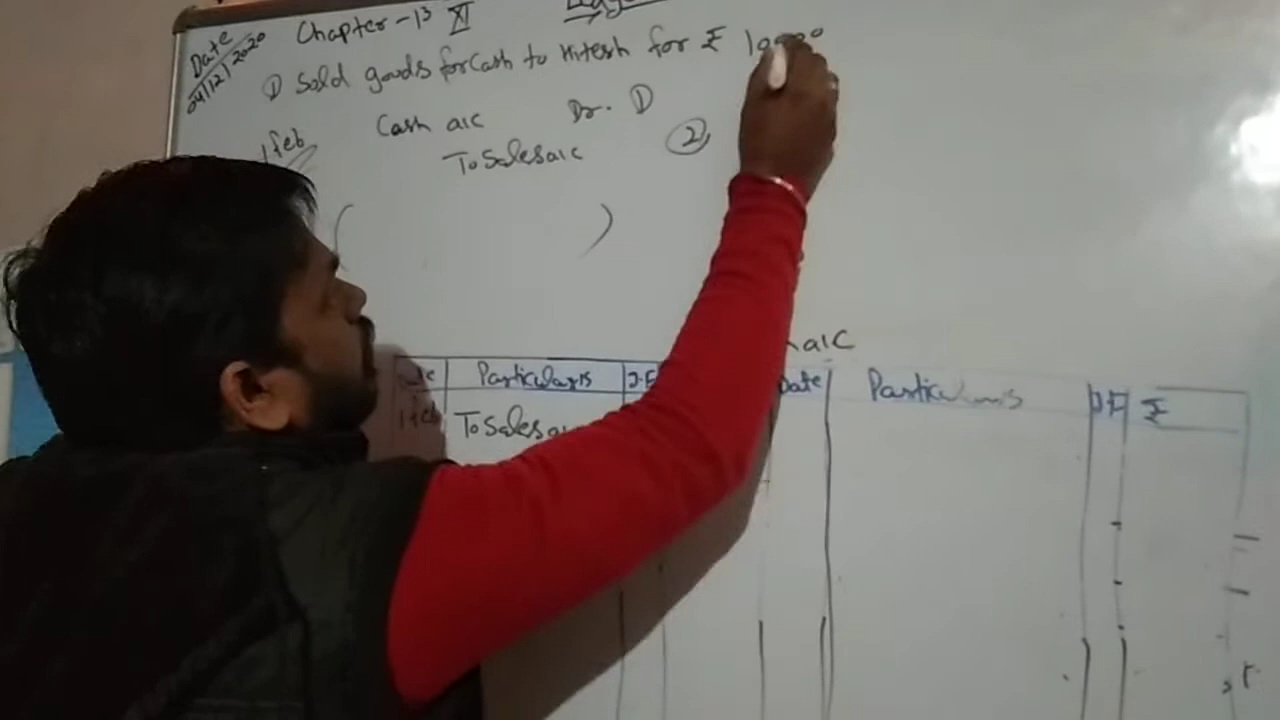 Date
04/12/2020
Chapter - 13 XI
① Sold goods for Cash to Hitesh for ₹
1 feb
Cash a/c Dr. ①
To Sales a/c ②
( )
a/c
Particulars J.F Date Particulars J.F ₹
1 feb To Sales